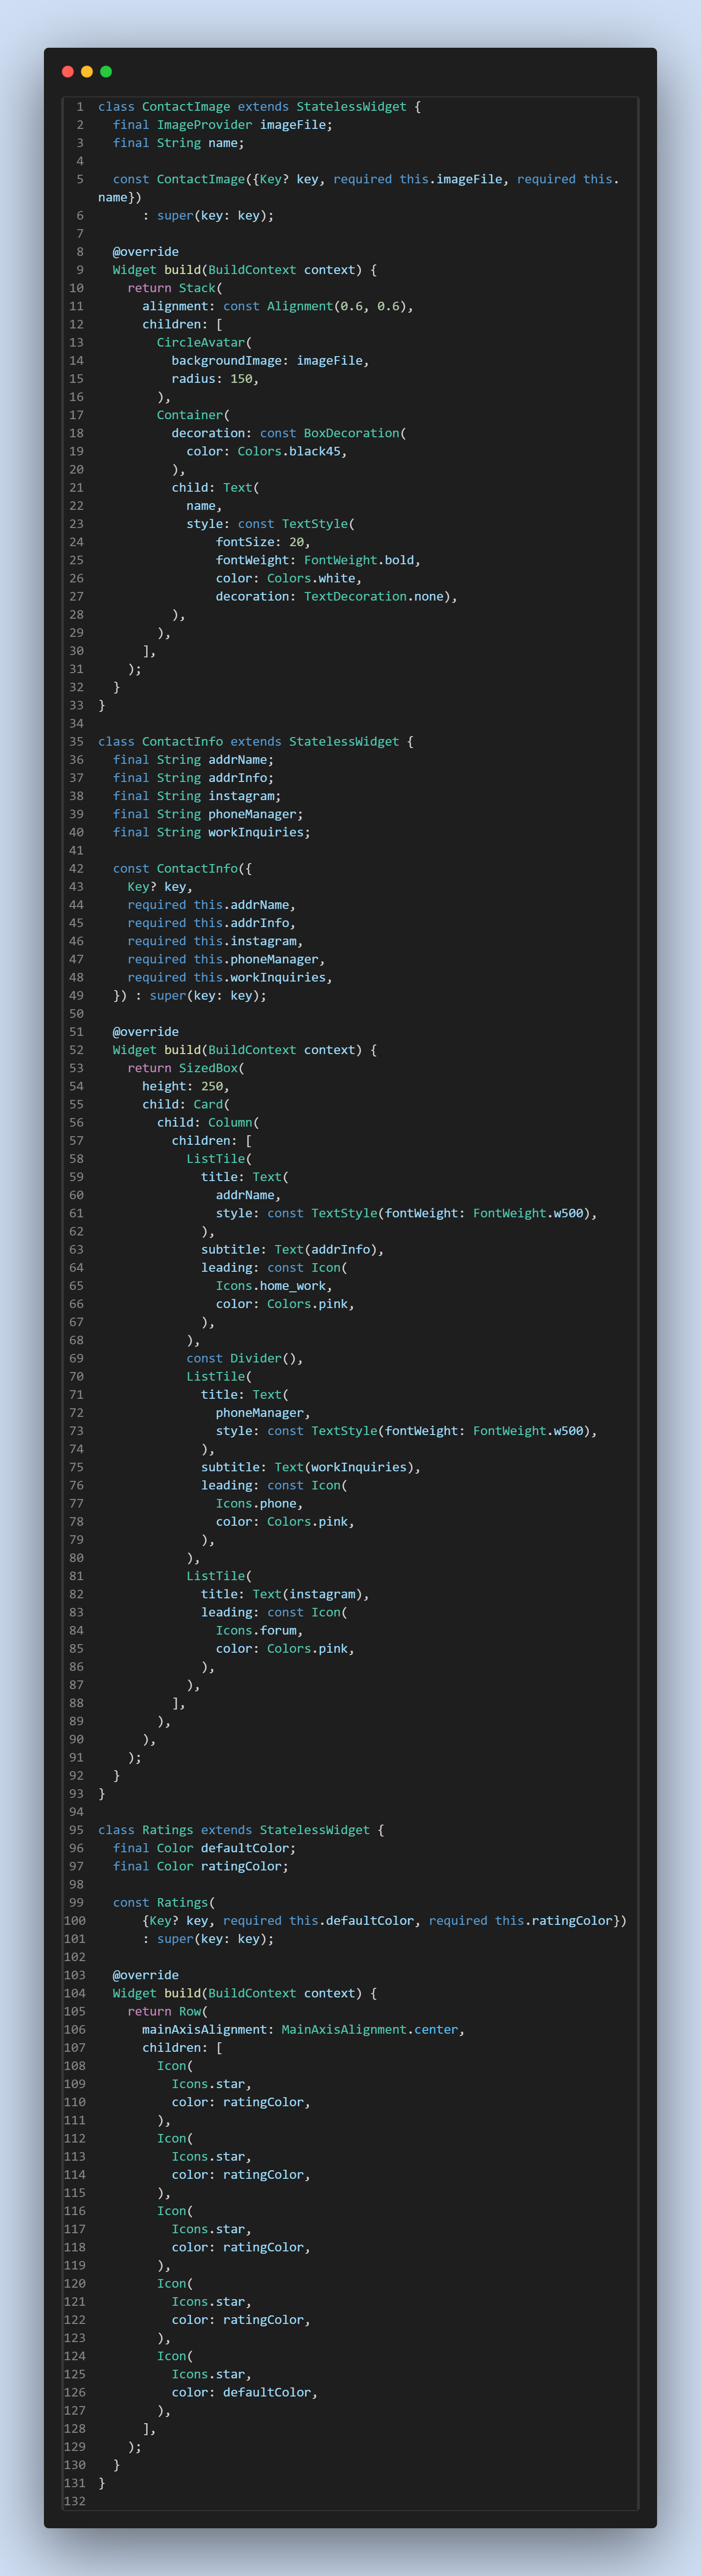 1 class ContactImage extends StatelessWidget {
2   final ImageProvider imageFile;
3   final String name;
4
5   const ContactImage({Key? key, required this.imageFile, required this.
name})
6       : super(key: key);
7
8   @override
9   Widget build(BuildContext context) {
10     return Stack(
11       alignment: const Alignment(0.6, 0.6),
12       children: [
13         CircleAvatar(
14           backgroundImage: imageFile,
15           radius: 150,
16         ),
17         Container(
18           decoration: const BoxDecoration(
19             color: Colors.black45,
20           ),
21           child: Text(
22             name,
23             style: const TextStyle(
24                 fontSize: 20,
25                 fontWeight: FontWeight.bold,
26                 color: Colors.white,
27                 decoration: TextDecoration.none),
28           ),
29         ),
30       ],
31     );
32   }
33 }
34
35 class ContactInfo extends StatelessWidget {
36   final String addrName;
37   final String addrInfo;
38   final String instagram;
39   final String phoneManager;
40   final String workInquiries;
41
42   const ContactInfo({
43     Key? key,
44     required this.addrName,
45     required this.addrInfo,
46     required this.instagram,
47     required this.phoneManager,
48     required this.workInquiries,
49   }) : super(key: key);
50
51   @override
52   Widget build(BuildContext context) {
53     return SizedBox(
54       height: 250,
55       child: Card(
56         child: Column(
57           children: [
58             ListTile(
59               title: Text(
60                 addrName,
61                 style: const TextStyle(fontWeight: FontWeight.w500),
62               ),
63               subtitle: Text(addrInfo),
64               leading: const Icon(
65                 Icons.home_work,
66                 color: Colors.pink,
67               ),
68             ),
69             const Divider(),
70             ListTile(
71               title: Text(
72                 phoneManager,
73                 style: const TextStyle(fontWeight: FontWeight.w500),
74               ),
75               subtitle: Text(workInquiries),
76               leading: const Icon(
77                 Icons.phone,
78                 color: Colors.pink,
79               ),
80             ),
81             ListTile(
82               title: Text(instagram),
83               leading: const Icon(
84                 Icons.forum,
85                 color: Colors.pink,
86               ),
87             ),
88           ],
89         ),
90       ),
91     );
92   }
93 }
94
95 class Ratings extends StatelessWidget {
96   final Color defaultColor;
97   final Color ratingColor;
98
99   const Ratings(
100       {Key? key, required this.defaultColor, required this.ratingColor})
101       : super(key: key);
102
103   @override
104   Widget build(BuildContext context) {
105     return Row(
106       mainAxisAlignment: MainAxisAlignment.center,
107       children: [
108         Icon(
109           Icons.star,
110           color: ratingColor,
111         ),
112         Icon(
113           Icons.star,
114           color: ratingColor,
115         ),
116         Icon(
117           Icons.star,
118           color: ratingColor,
119         ),
120         Icon(
121           Icons.star,
122           color: ratingColor,
123         ),
124         Icon(
125           Icons.star,
126           color: defaultColor,
127         ),
128       ],
129     );
130   }
131 }
132